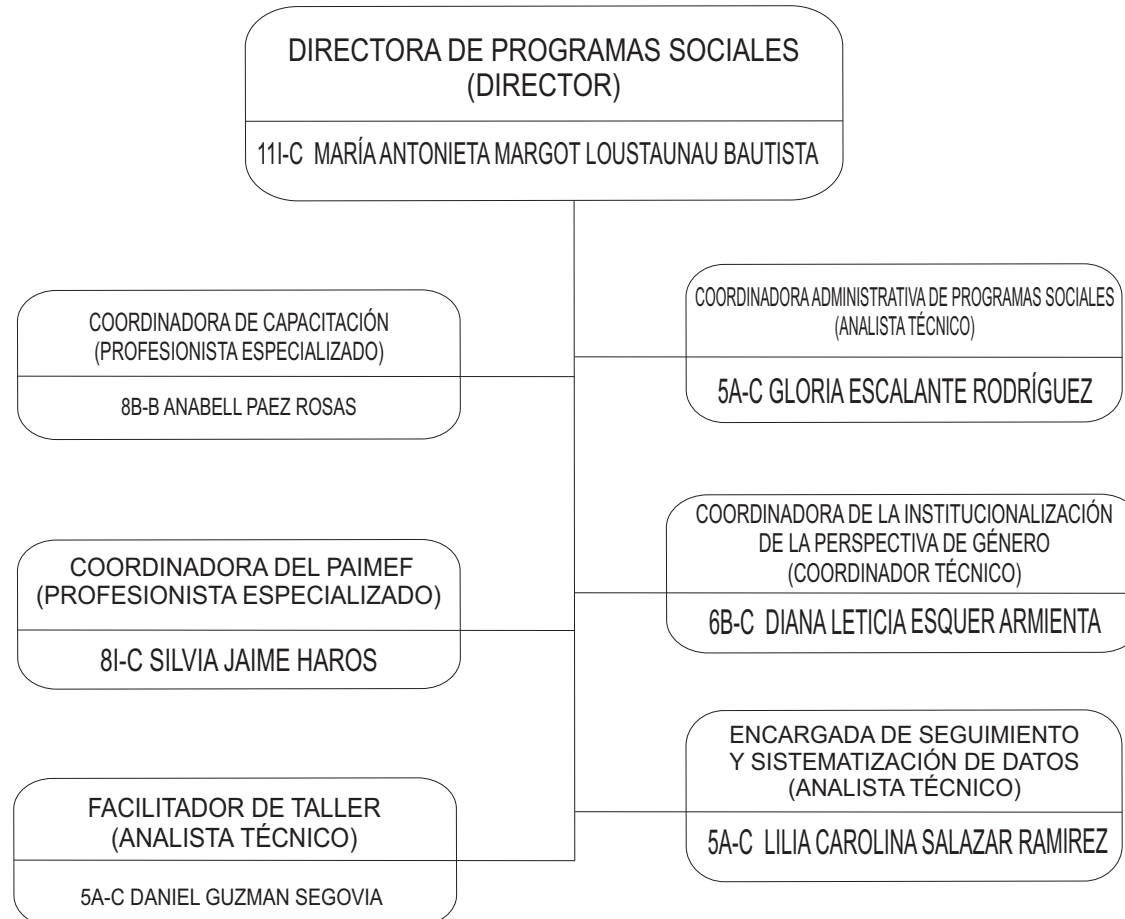 DIRECTORA DE PROGRAMAS SOCIALES
(DIRECTOR)
11I-C MARÍA ANTONIETA MARGOT LOUSTAUNAU BAUTISTA
COORDINADORA DE CAPACITACIÓN
(PROFESIONISTA ESPECIALIZADO)
8B-B ANABELL PAEZ ROSAS
COORDINADORA ADMINISTRATIVA DE PROGRAMAS SOCIALES
(ANALISTA TÉCNICO)
5A-C GLORIA ESCALANTE RODRÍGUEZ
COORDINADORA DEL PAIMEF
(PROFESIONISTA ESPECIALIZADO)
8I-C SILVIA JAIME HAROS
COORDINADORA DE LA INSTITUCIONALIZACIÓN
DE LA PERSPECTIVA DE GÉNERO
(COORDINADOR TÉCNICO)
6B-C DIANA LETICIA ESQUER ARMIENTA
FACILITADOR DE TALLER
(ANALISTA TÉCNICO)
5A-C DANIEL GUZMAN SEGOVIA
ENCARGADA DE SEGUIMIENTO
Y SISTEMATIZACIÓN DE DATOS
(ANALISTA TÉCNICO)
5A-C LILIA CAROLINA SALAZAR RAMIREZ